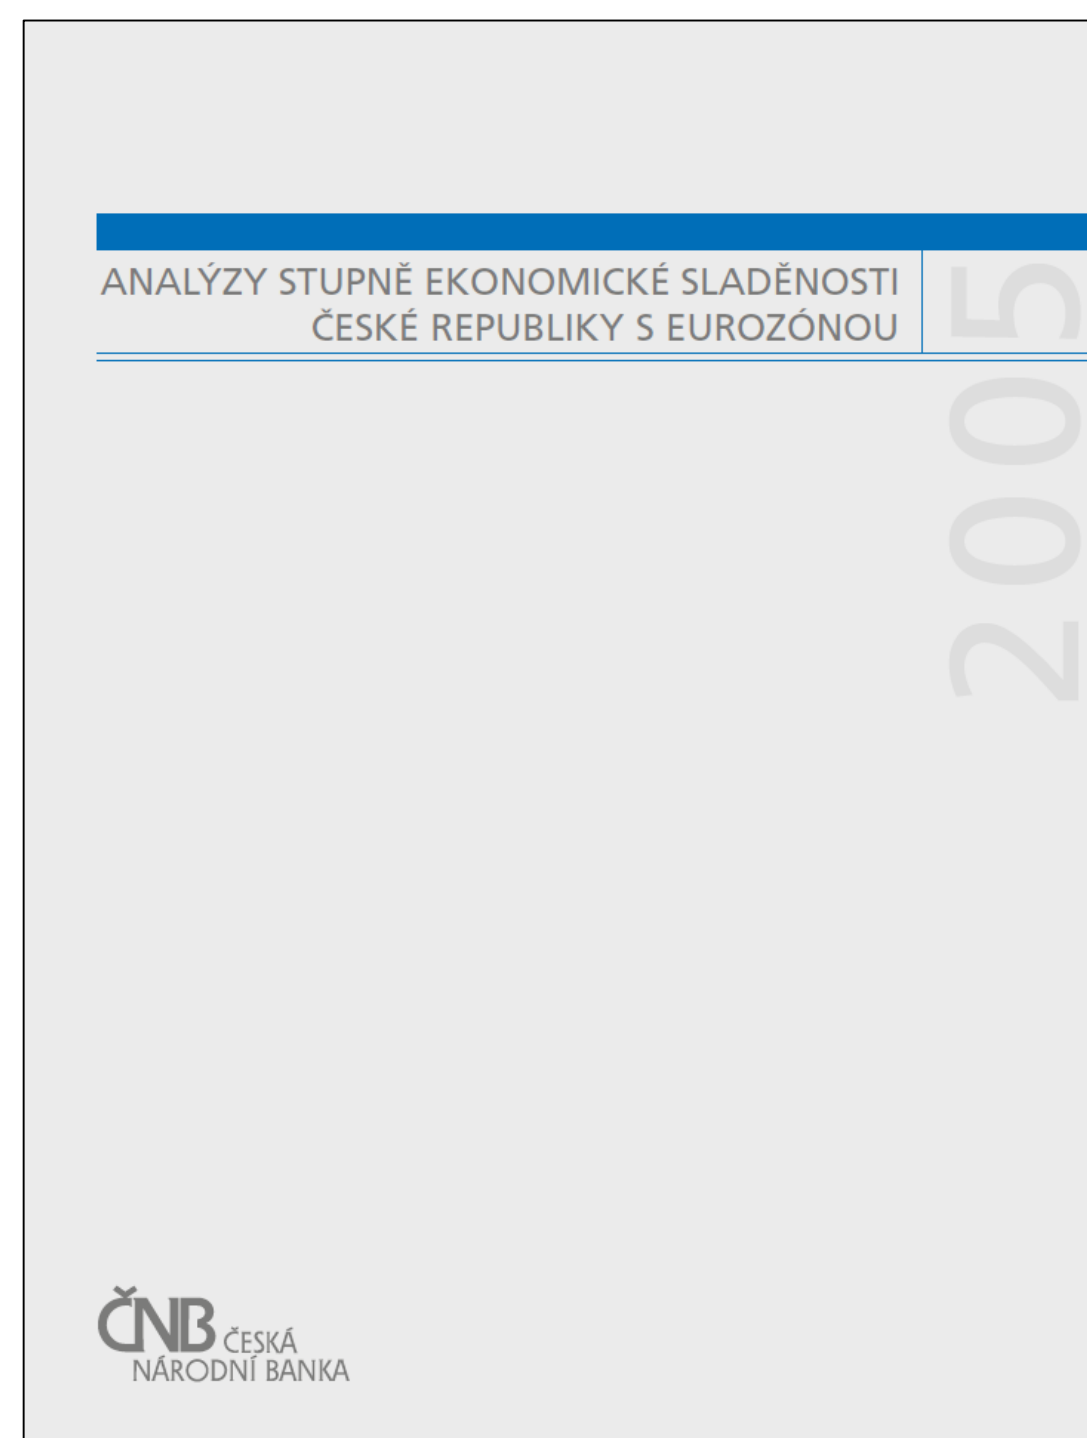 ANALÝZY STUPNĚ EKONOMICKÉ SLADĚNOSTI
ČESKÉ REPUBLIKY S EUROZÓNOU
2005
ČNB ČESKÁ
NÁRODNÍ BANKA